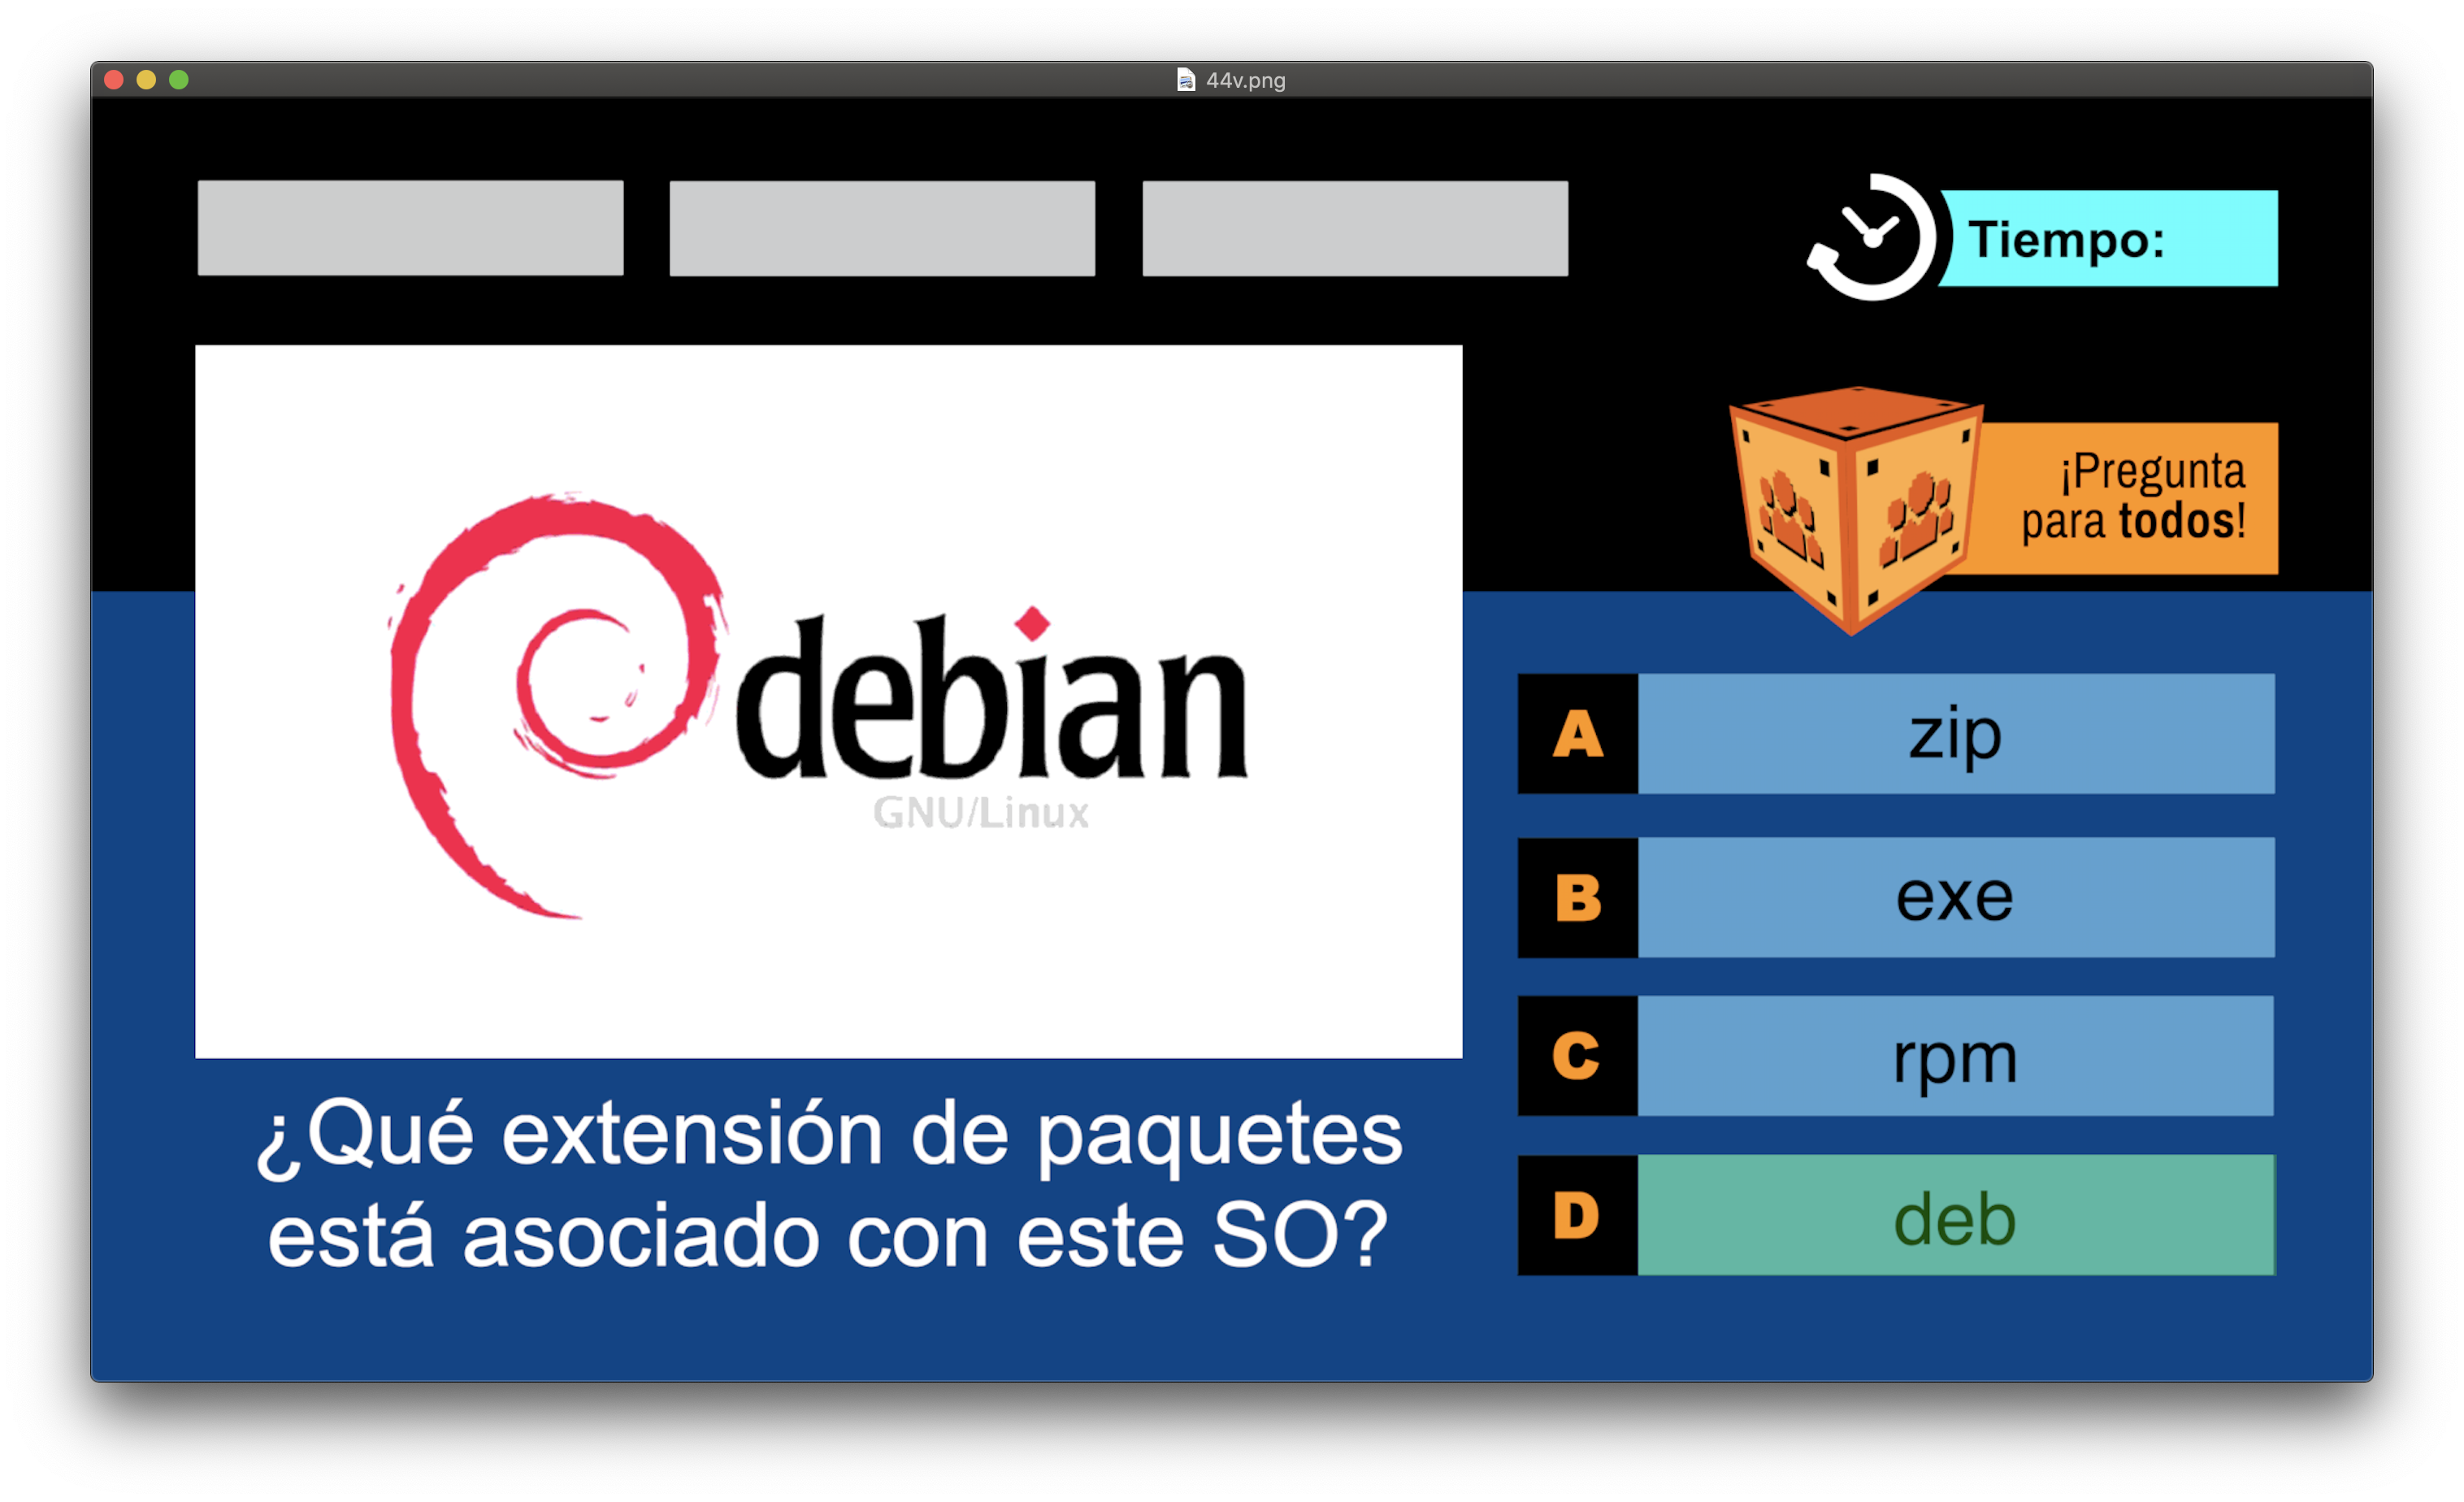 44v.png
Tiempo:
debian
GNU/Linux
¡Pregunta
para todos!
¿Qué extensión de paquetes
está asociado con este SO?
A zip
B exe
C rpm
D deb